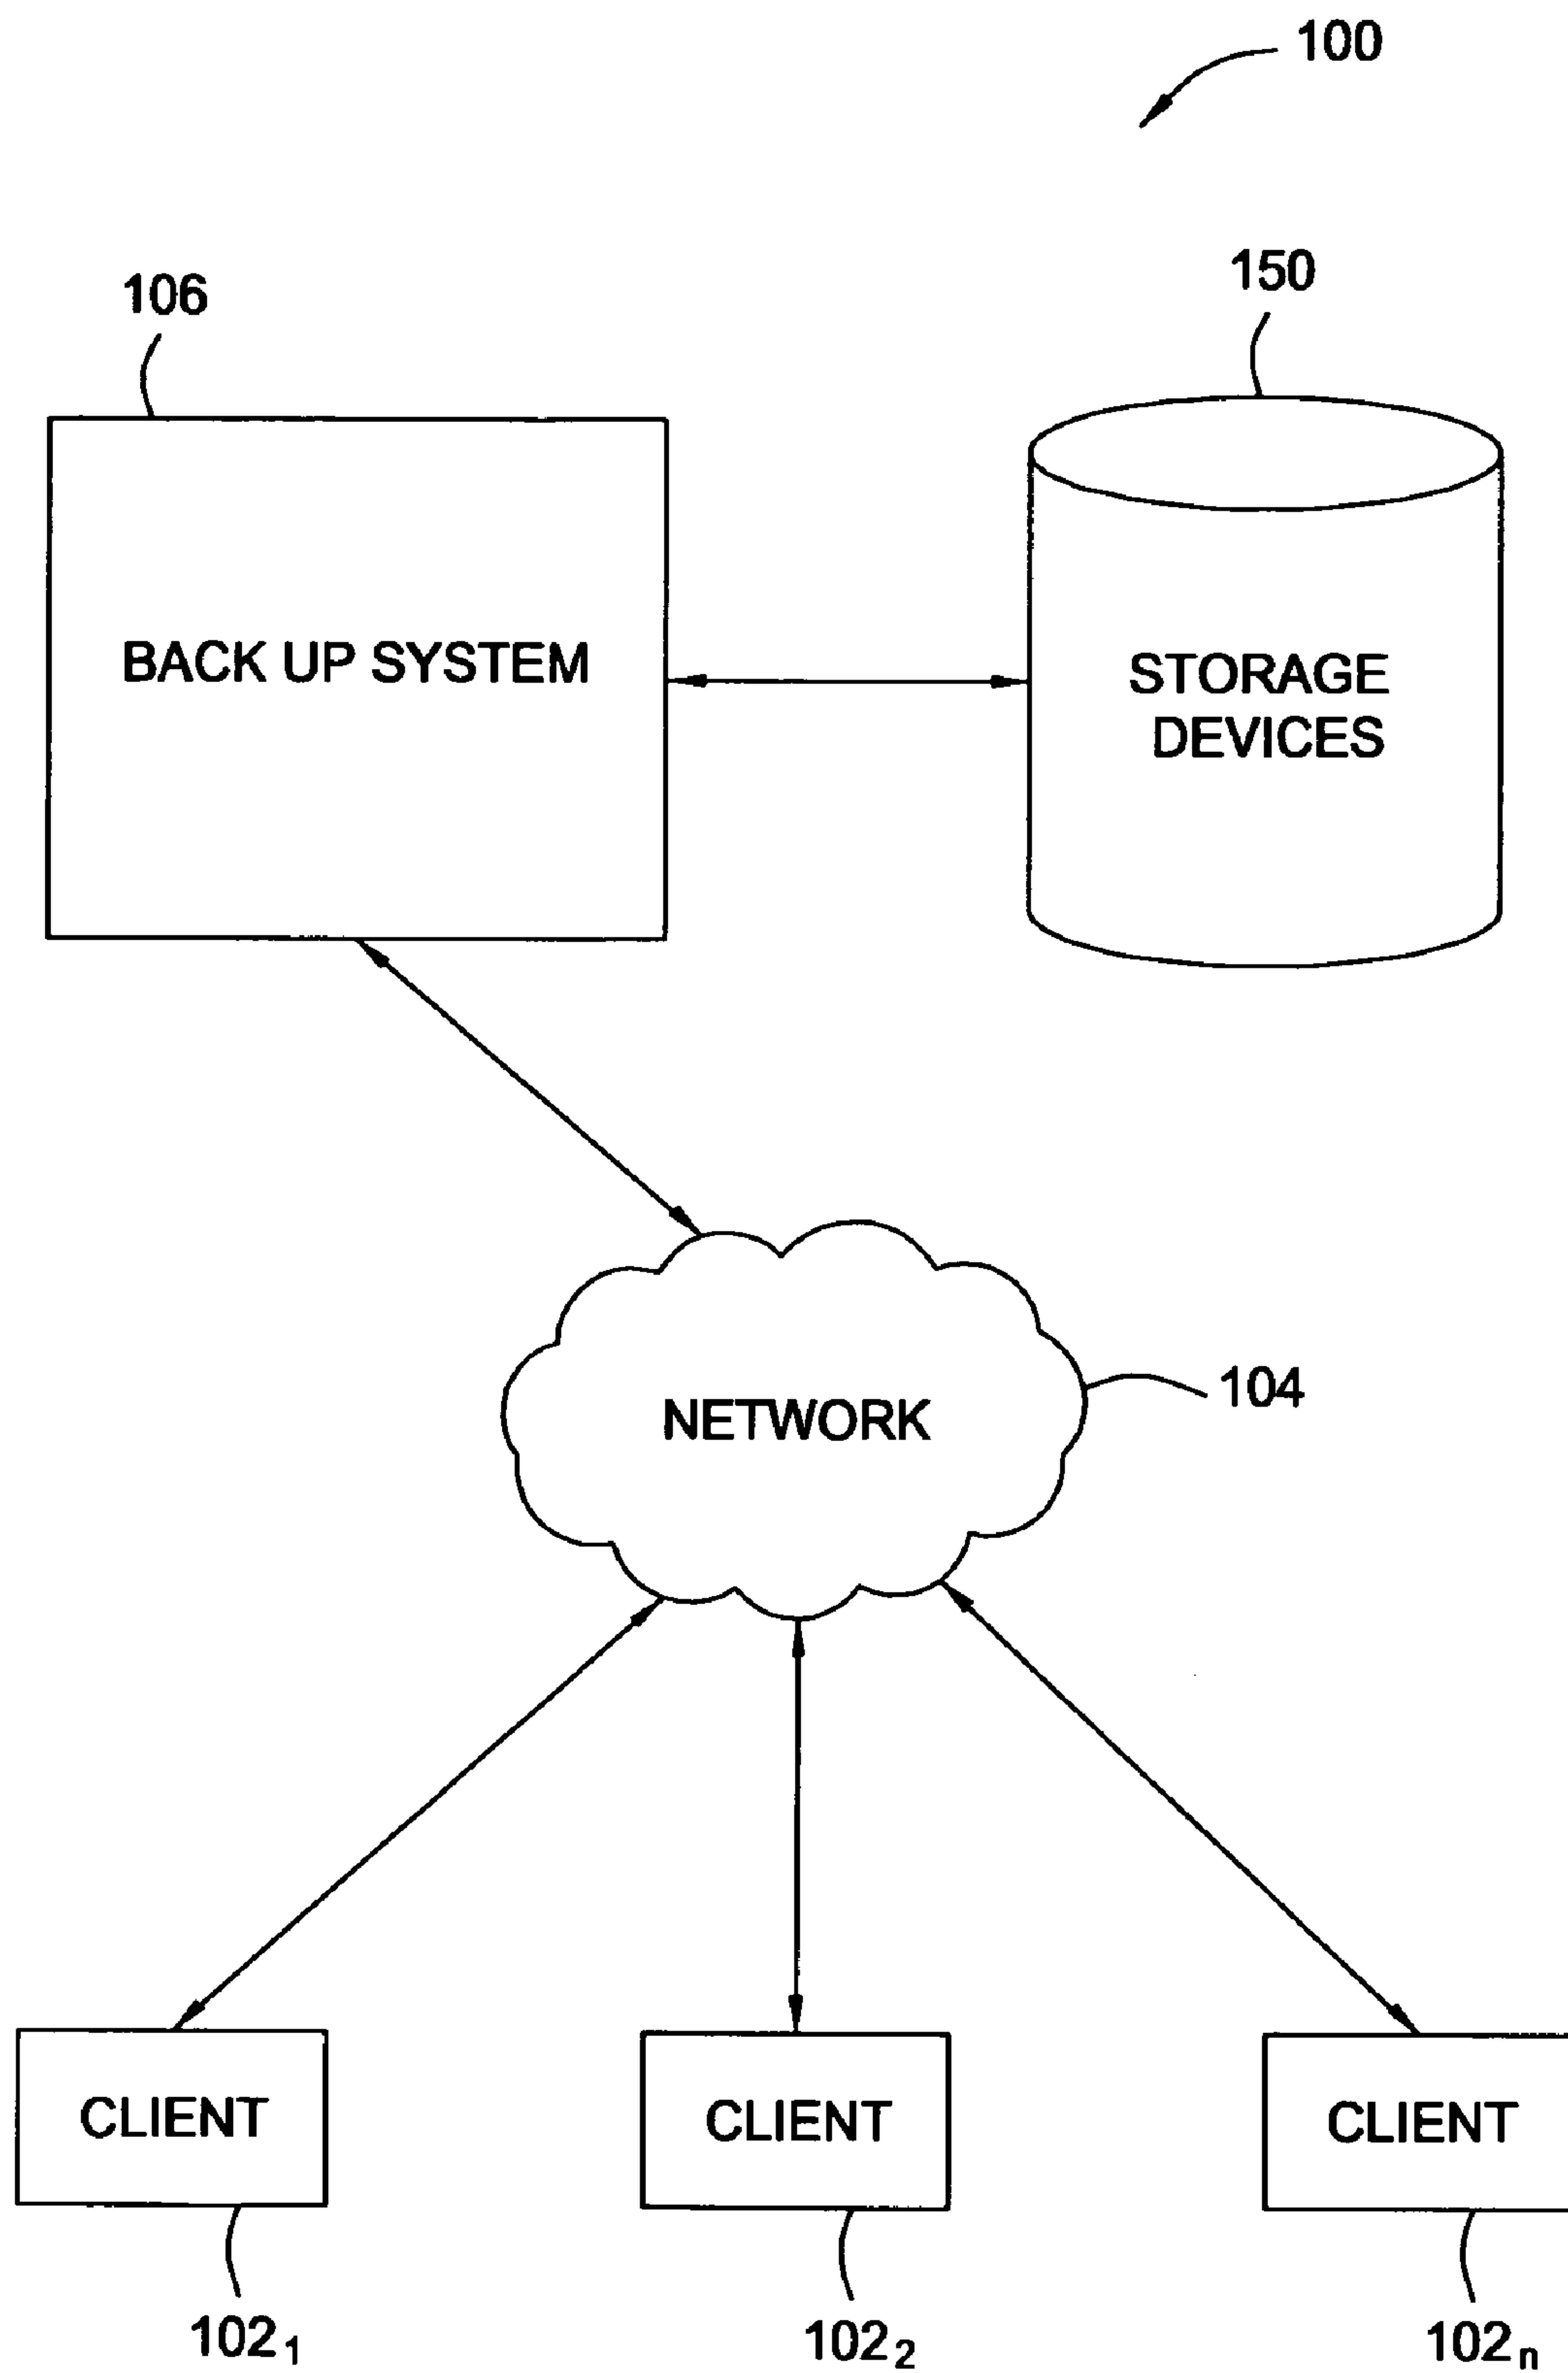 100
106
150
BACK UP SYSTEM
STORAGE
DEVICES
104
NETWORK
CLIENT
CLIENT
CLIENT
102₁
102₂
102ₙ